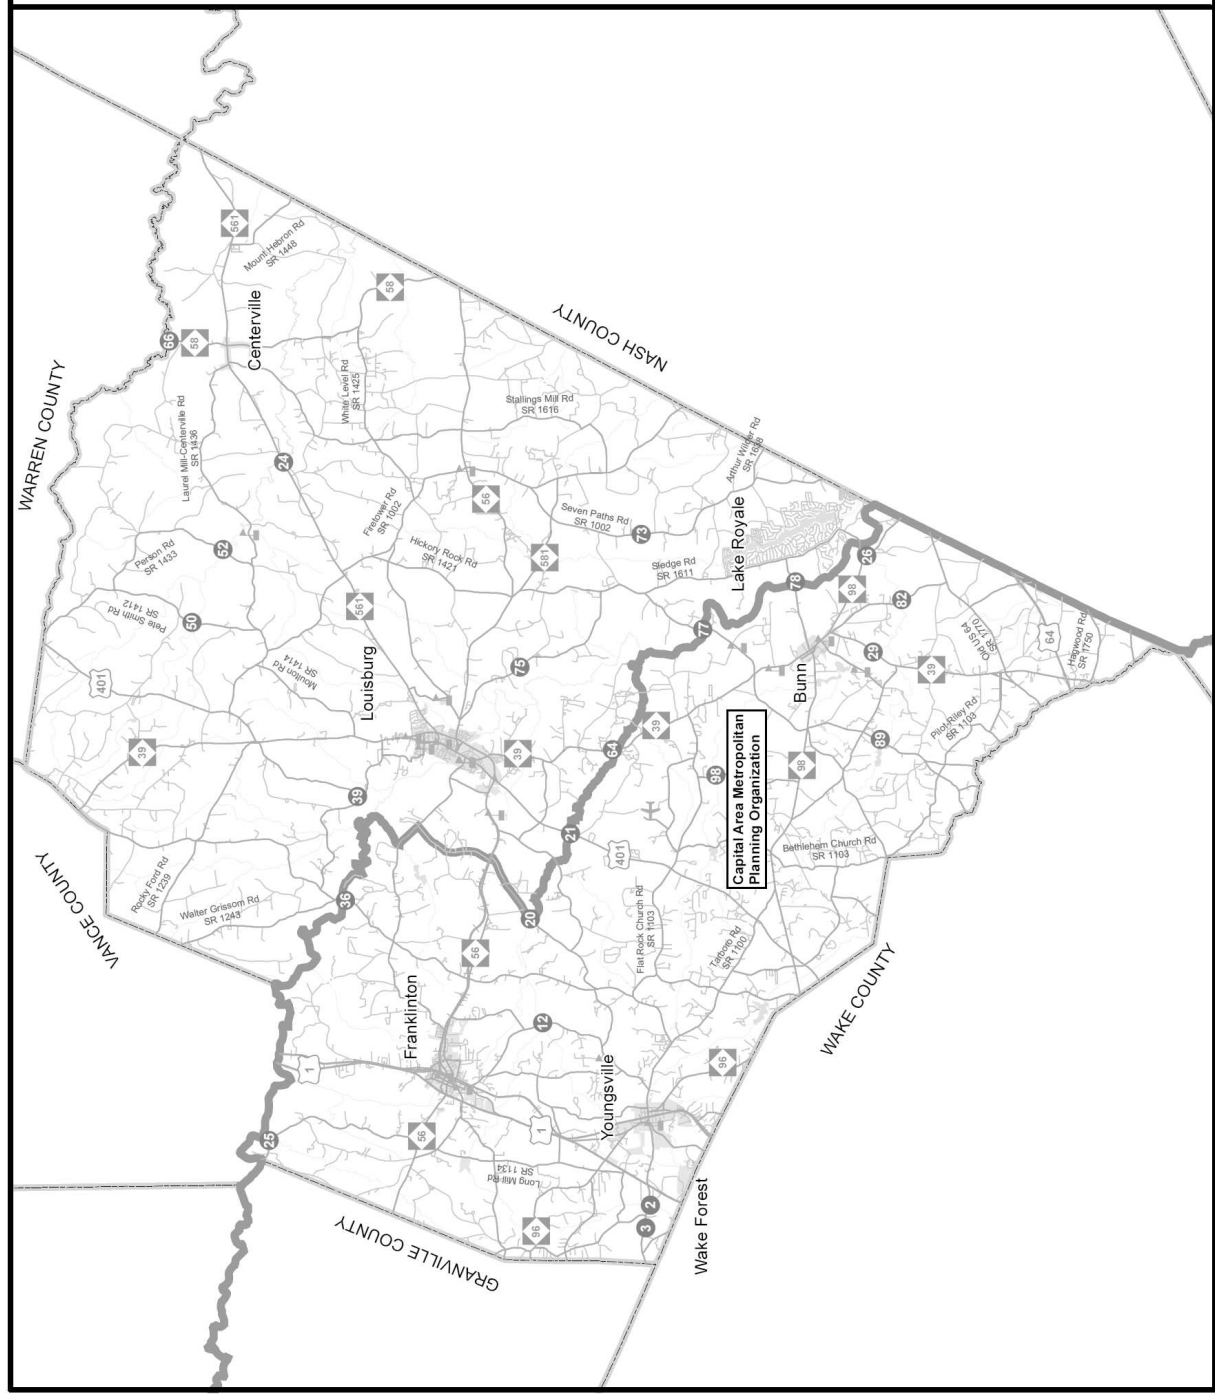 WARREN COUNTY
VANCE COUNTY
GRANVILLE COUNTY
WAKE COUNTY
NASH COUNTY
Centerville
Louisburg
Franklinton
Youngsville
Wake Forest
Bunn
Lake Royale
Capital Area Metropolitan
Planning Organization
Mount Hebron Rd
SR 1448
White Level Rd
SR 1425
Laurel Mill-Centerville Rd
SR 1436
Stallings Mill Rd
SR 1616
Arthur Wilder Rd
SR 1638
Firetower Rd
SR 1002
Seven Paths Rd
SR 1002
Hickory Rock Rd
SR 1421
Sledge Rd
SR 1611
Person Rd
SR 1433
Pete Smith Rd
SR 1412
Moulton Rd
SR 1414
Rocky Ford Rd
SR 1239
Walter Grissom Rd
SR 1243
Long Mill Rd
SR 1134
Flat Rock Church Rd
SR 1103
Tarboro Rd
SR 1100
Bethlehem Church Rd
SR 1103
Pilot-Riley Rd
SR 1103
Old US 64
SR 1770
Hagwood Rd
SR 1750
561
58
58
66
24
56
52
50
73
581
561
401
39
75
77
78
26
98
82
29
39
64
89
98
98
39
64
39
21
401
39
36
20
56
12
1
25
56
1
96
96
2
3